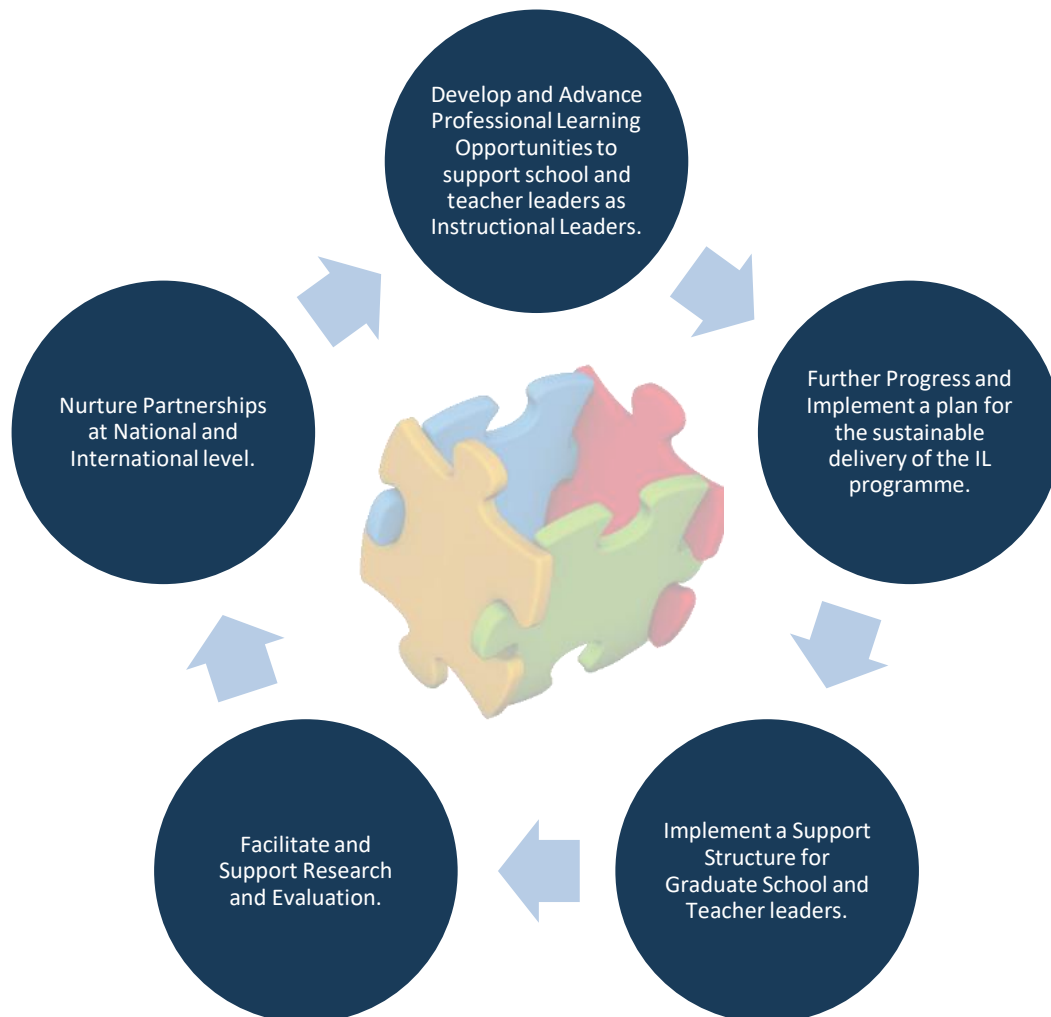 Develop and Advance
Professional Learning
Opportunities to
support school and
teacher leaders as
Instructional Leaders.
Further Progress and
Implement a plan for
the sustainable
delivery of the IL
programme.
Implement a Support
Structure for
Graduate School and
Teacher leaders.
Facilitate and
Support Research
and Evaluation.
Nurture Partnerships
at National and
International level.